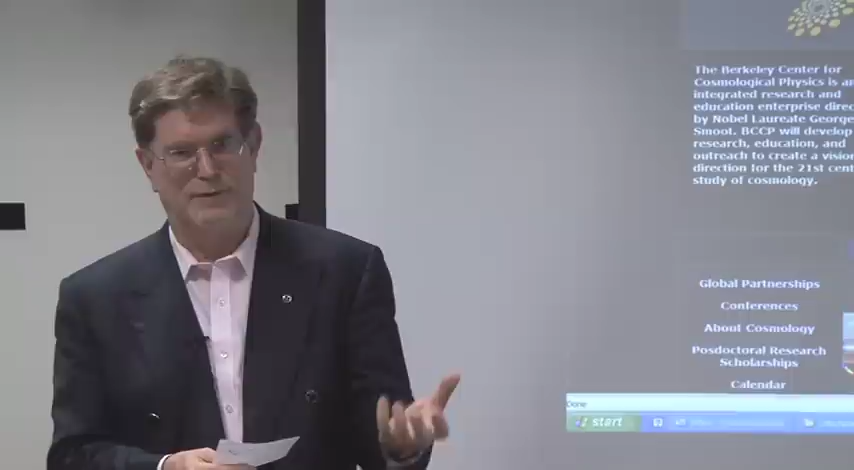 The Berkeley Center for
Cosmological Physics is an
integrated research and
education enterprise direc
by Nobel Laureate George
Smoot. BCCP will develop
research, education, and
outreach to create a vision
direction for the 21st cent
study of cosmology.
Global Partnerships
Conferences
About Cosmology
Posdoctoral Research
Scholarships
Calendar
Done
start